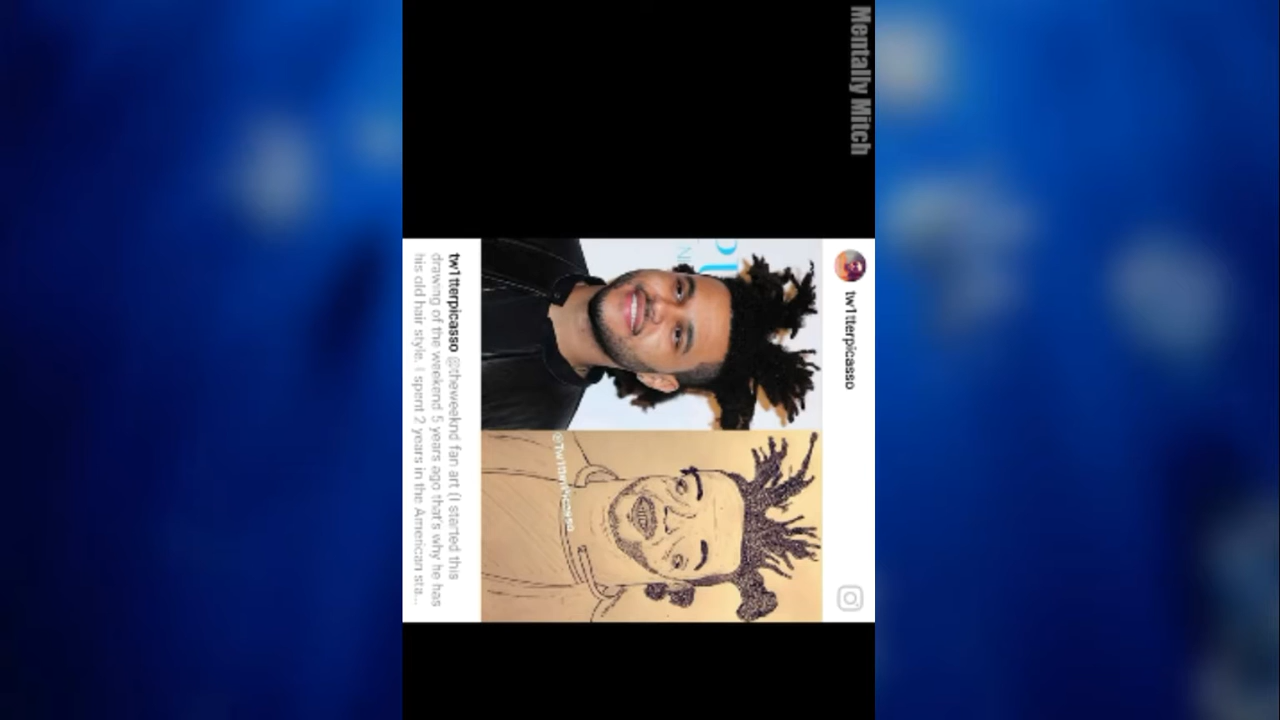 Mentally Mitch
tw1tterpicasso
@Tw1tterPicasso
tw1tterpicasso @theweeknd fan art (I started this
drawing of the weekend 5 years ago that's why he has
his old hair style. I spent 2 years in the American sta...